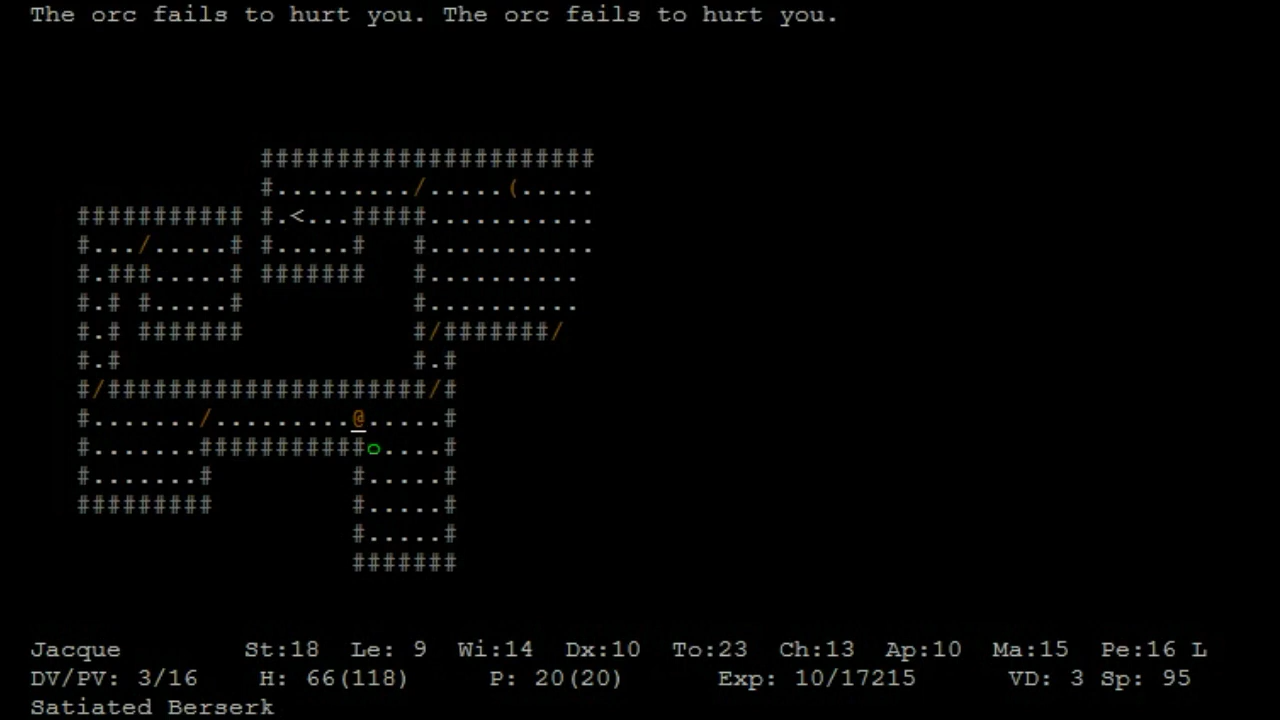 The orc fails to hurt you. The orc fails to hurt you.
######################
#........./.....(.....
########### #.<...#####...........
#.../.....# #.....#   #...........
#.###.....# #######   #..........
#.# #.....#           #..........
#.# #######           #/#######/
#.#                   #.#
#/#####################/#
#......./.........@.....#
#.......###########o....#
#.......#         #.....#
#########         #.....#
#.....#
#######
Jacque St:18 Le: 9 Wi:14 Dx:10 To:23 Ch:13 Ap:10 Ma:15 Pe:16 L
DV/PV: 3/16 H: 66(118) P: 20(20) Exp: 10/17215 VD: 3 Sp: 95
Satiated Berserk